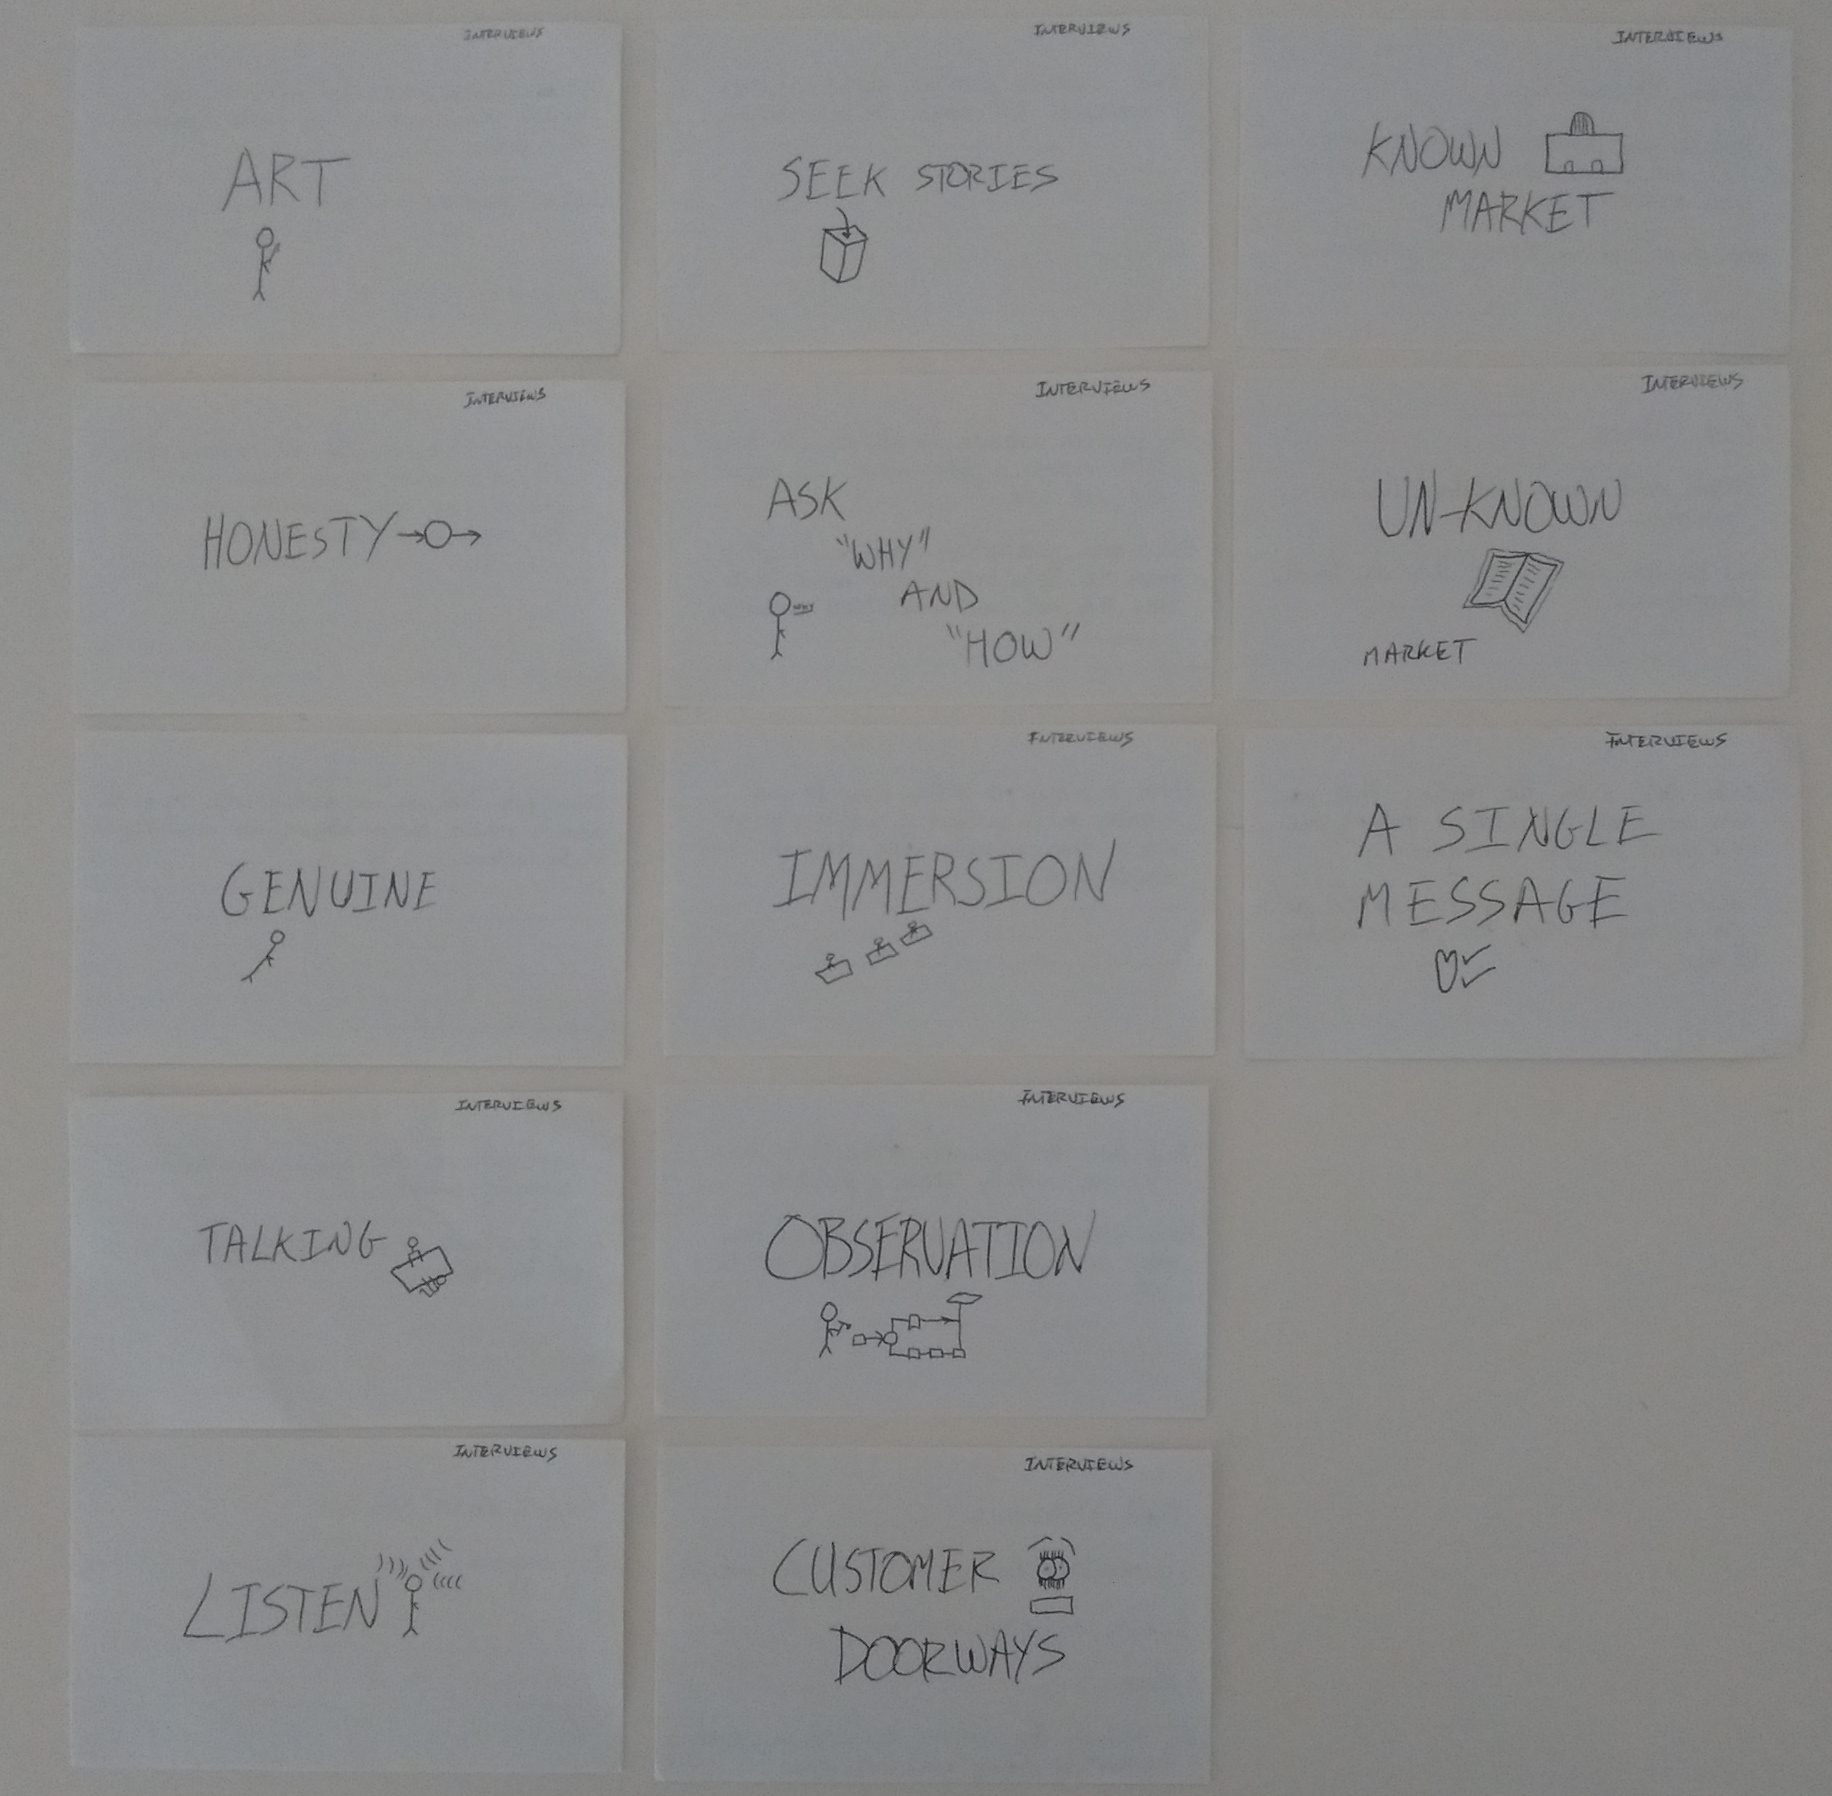 INTERVIEWS
ART
INTERVIEWS
HONESTY
GENUINE
INTERVIEWS
TALKING
INTERVIEWS
LISTEN
INTERVIEWS
SEEK STORIES
INTERVIEWS
ASK
"WHY"
AND
"HOW"
WHY
INTERVIEWS
IMMERSION
INTERVIEWS
OBSERVATION
INTERVIEWS
CUSTOMER
DOORWAYS
INTERVIEWS
KNOWN
MARKET
INTERVIEWS
UN-KNOWN
MARKET
INTERVIEWS
A SINGLE
MESSAGE